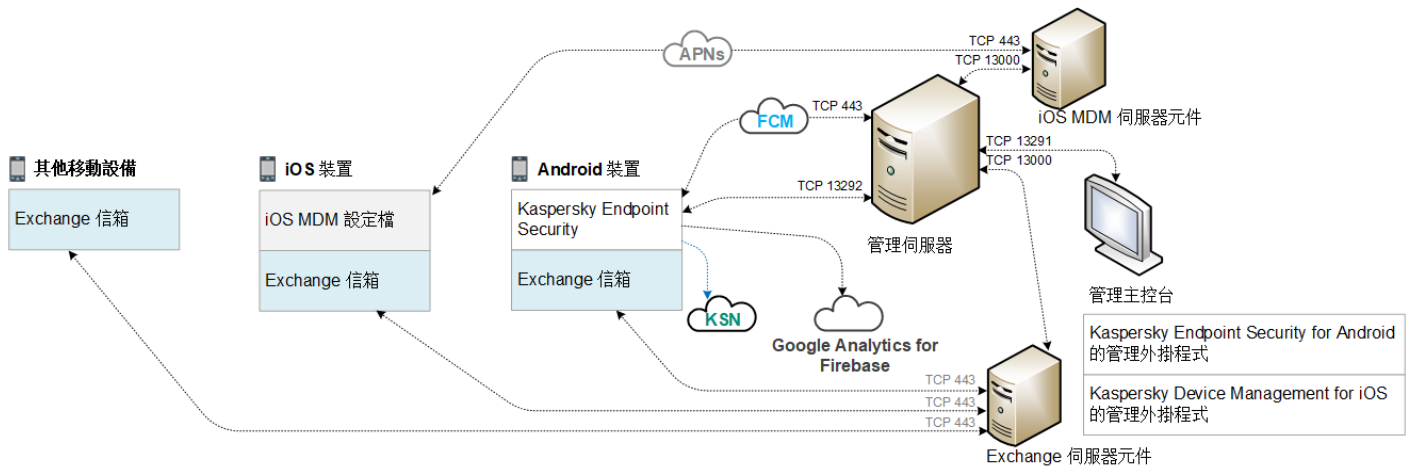 APNs
TCP 443
TCP 13000
iOS MDM 伺服器元件
FCM
TCP 443
TCP 13291
TCP 13000
其他移動設備
iOS 裝置
Android 裝置
Exchange 信箱
iOS MDM 設定檔
Exchange 信箱
Kaspersky Endpoint
Security
Exchange 信箱
TCP 13292
管理伺服器
管理主控台
KSN
Google Analytics for
Firebase
Kaspersky Endpoint Security for Android
的管理外掛程式
Kaspersky Device Management for iOS
的管理外掛程式
TCP 443
TCP 443
TCP 443
Exchange 伺服器元件